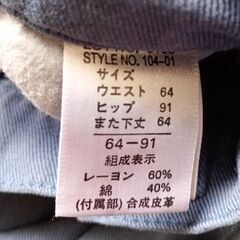 STYLE NO. 104-01
サイズ
ウエスト 64
ヒップ 91
また下丈 64
64-91
組成表示
レーヨン 60%
綿 40%
(付属部) 合成皮革